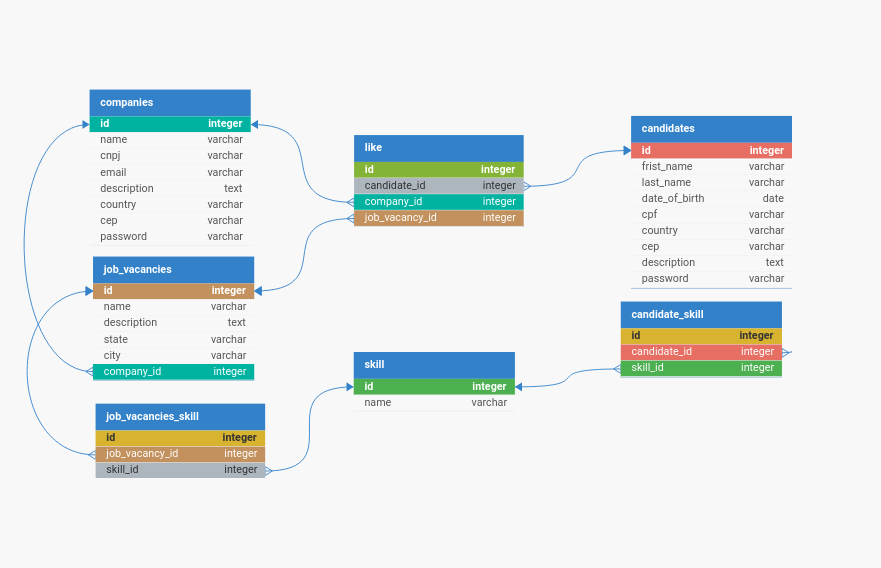 companies
id integer
name varchar
cnpj varchar
email varchar
description text
country varchar
cep varchar
password varchar
job_vacancies
id integer
name varchar
description text
state varchar
city varchar
company_id integer
job_vacancies_skill
id integer
job_vacancy_id integer
skill_id integer
like
id integer
candidate_id integer
company_id integer
job_vacancy_id integer
skill
id integer
name varchar
candidates
id integer
frist_name varchar
last_name varchar
date_of_birth date
cpf varchar
country varchar
cep varchar
description text
password varchar
candidate_skill
id integer
candidate_id integer
skill_id integer